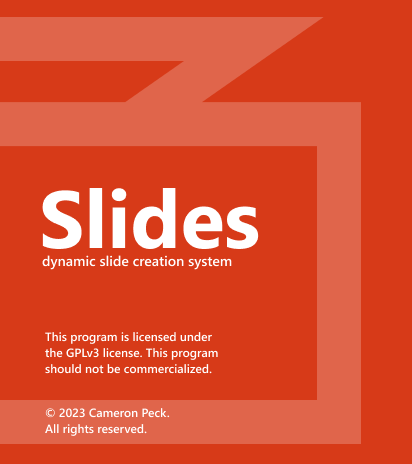 Slides
dynamic slide creation system
This program is licensed under
the GPLv3 license. This program
should not be commercialized.
© 2023 Cameron Peck.
All rights reserved.